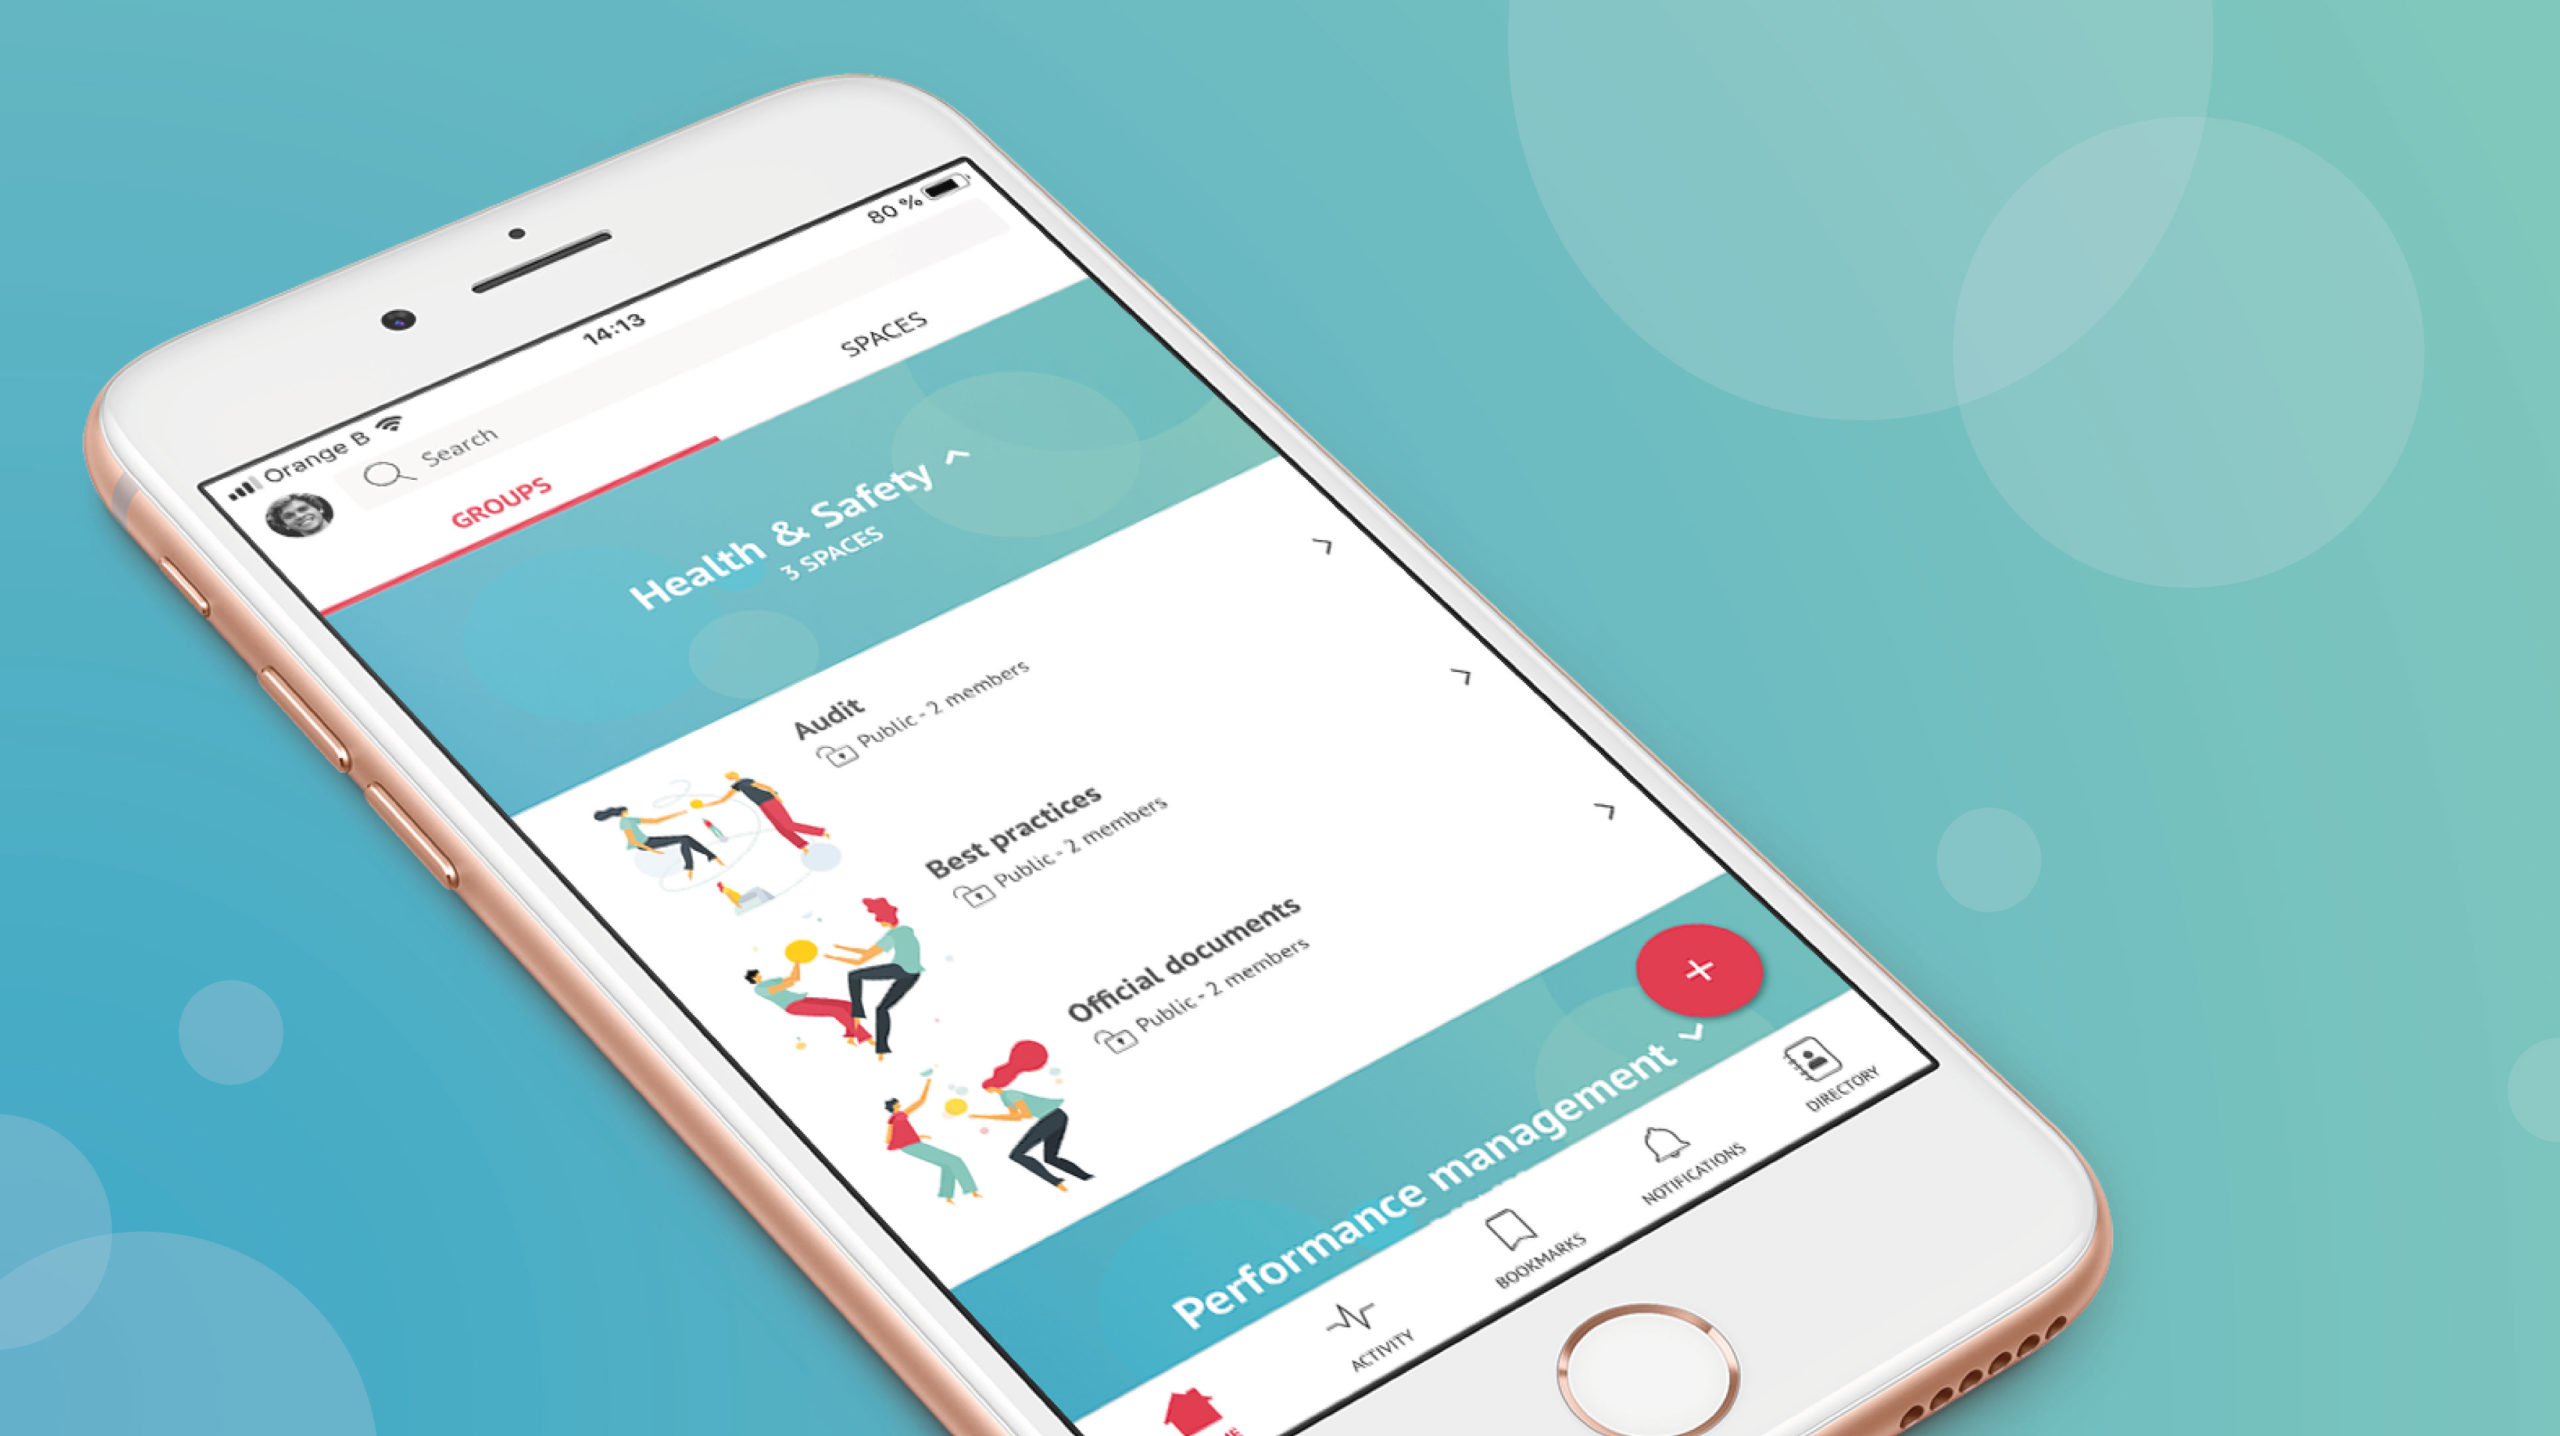 Orange B
14:13
80 %
Search
GROUPS
SPACES
Health & Safety
3 SPACES
Audit
Public - 2 members
Best practices
Public - 2 members
Official documents
Public - 2 members
Performance management
ACTIVITY
BOOKMARKS
NOTIFICATIONS
DIRECTORY